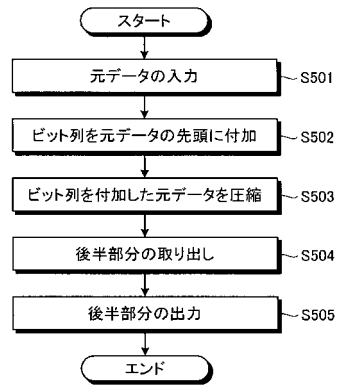 スタート
元データの入力 S501
ビット列を元データの先頭に付加 S502
ビット列を付加した元データを圧縮 S503
後半部分の取り出し S504
後半部分の出力 S505
エンド